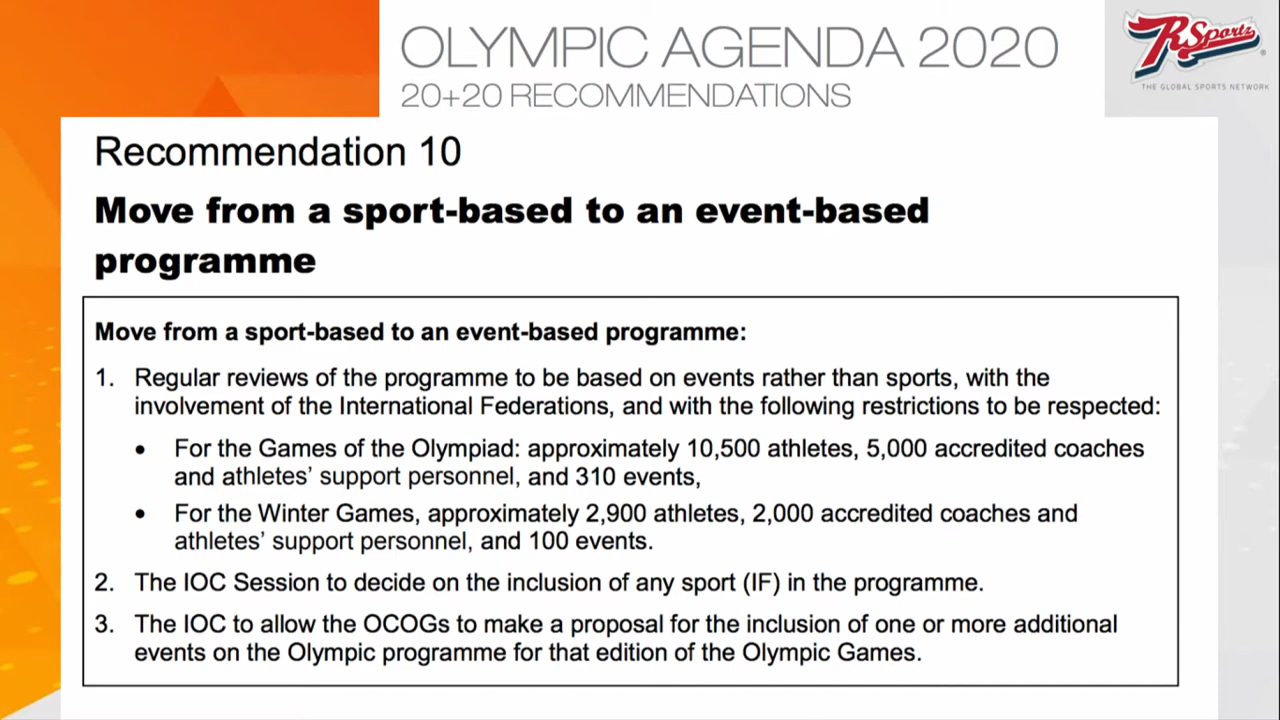 OLYMPIC AGENDA 2020
20+20 RECOMMENDATIONS
RSports
THE GLOBAL SPORTS NETWORK
Recommendation 10
Move from a sport-based to an event-based
programme
Move from a sport-based to an event-based programme:
1. Regular reviews of the programme to be based on events rather than sports, with the
involvement of the International Federations, and with the following restrictions to be respected:
• For the Games of the Olympiad: approximately 10,500 athletes, 5,000 accredited coaches
and athletes’ support personnel, and 310 events,
• For the Winter Games, approximately 2,900 athletes, 2,000 accredited coaches and
athletes’ support personnel, and 100 events.
2. The IOC Session to decide on the inclusion of any sport (IF) in the programme.
3. The IOC to allow the OCOGs to make a proposal for the inclusion of one or more additional
events on the Olympic programme for that edition of the Olympic Games.